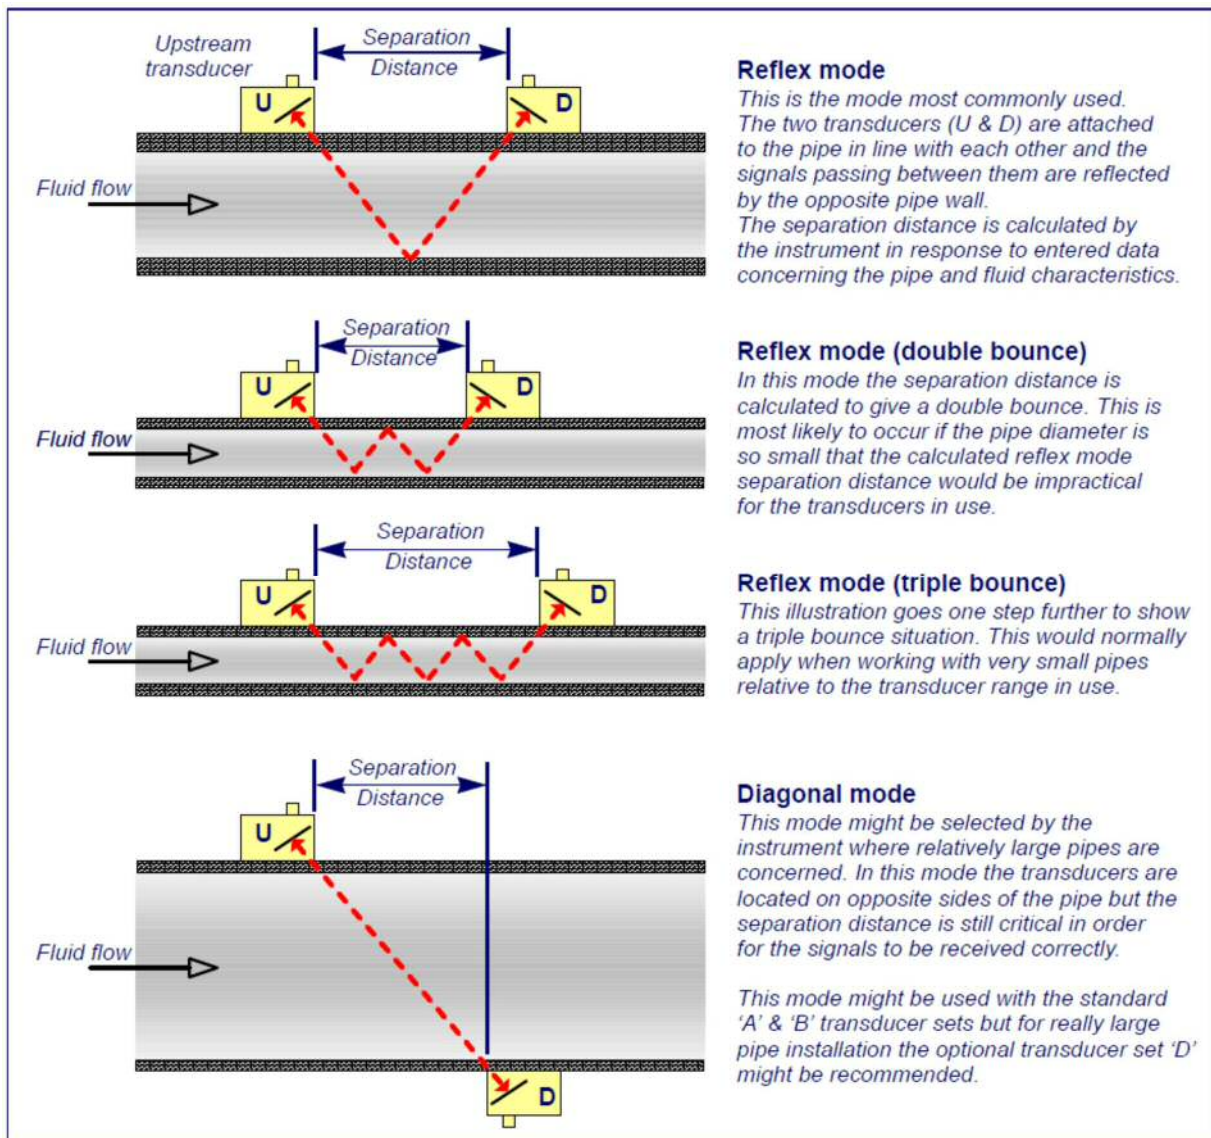 Upstream
transducer
Separation
Distance
U
D
Fluid flow
Reflex mode
This is the mode most commonly used.
The two transducers (U & D) are attached
to the pipe in line with each other and the
signals passing between them are reflected
by the opposite pipe wall.
The separation distance is calculated by
the instrument in response to entered data
concerning the pipe and fluid characteristics.
Separation
Distance
U
D
Fluid flow
Reflex mode (double bounce)
In this mode the separation distance is
calculated to give a double bounce. This is
most likely to occur if the pipe diameter is
so small that the calculated reflex mode
separation distance would be impractical
for the transducers in use.
Separation
Distance
U
D
Fluid flow
Reflex mode (triple bounce)
This illustration goes one step further to show
a triple bounce situation. This would normally
apply when working with very small pipes
relative to the transducer range in use.
Separation
Distance
U
Fluid flow
D
Diagonal mode
This mode might be selected by the
instrument where relatively large pipes are
concerned. In this mode the transducers are
located on opposite sides of the pipe but the
separation distance is still critical in order
for the signals to be received correctly.
This mode might be used with the standard
‘A’ & ‘B’ transducer sets but for really large
pipe installation the optional transducer set ‘D’
might be recommended.